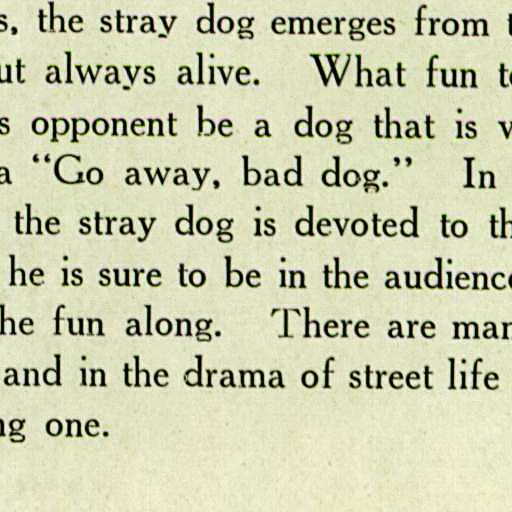 s, the stray dog emerges from t
ut always alive. What fun t
s opponent be a dog that is v
a “Go away, bad dog.” In
the stray dog is devoted to th
he is sure to be in the audienc
he fun along. There are man
and in the drama of street life
ng one.